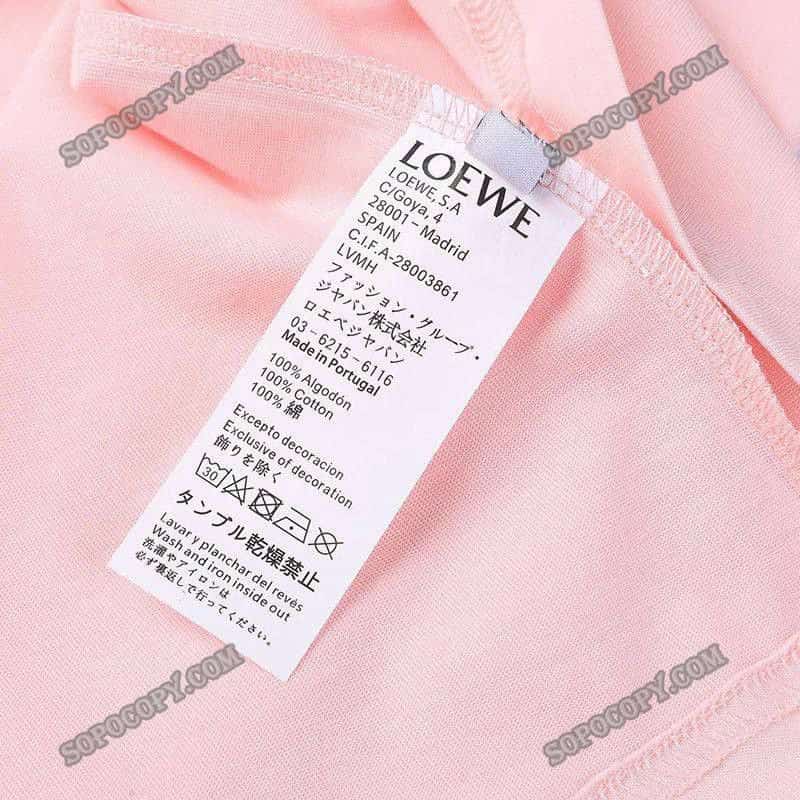 SOPOCOPY.COM
SOPOCOPY.COM
LOEWE
LOEWE, S.A
C/Goya, 4
28001 - Madrid
SPAIN
C.I.F.A-28003861
LVMH
ファッション・グループ・
ジャパン株式会社
ロエベジャパン
03-6215-6116
Made in Portugal
100% Algodón
100% Cotton
100% 綿
Excepto decoracion
Exclusive of decoration
飾りを除く
30
タンブル乾燥禁止
Lavar y planchar del revés
Wash and iron inside out
洗濯やアイロンは
必ず裏返しで行ってください。
SOPOCOPY.COM
SOPOCOPY.COM